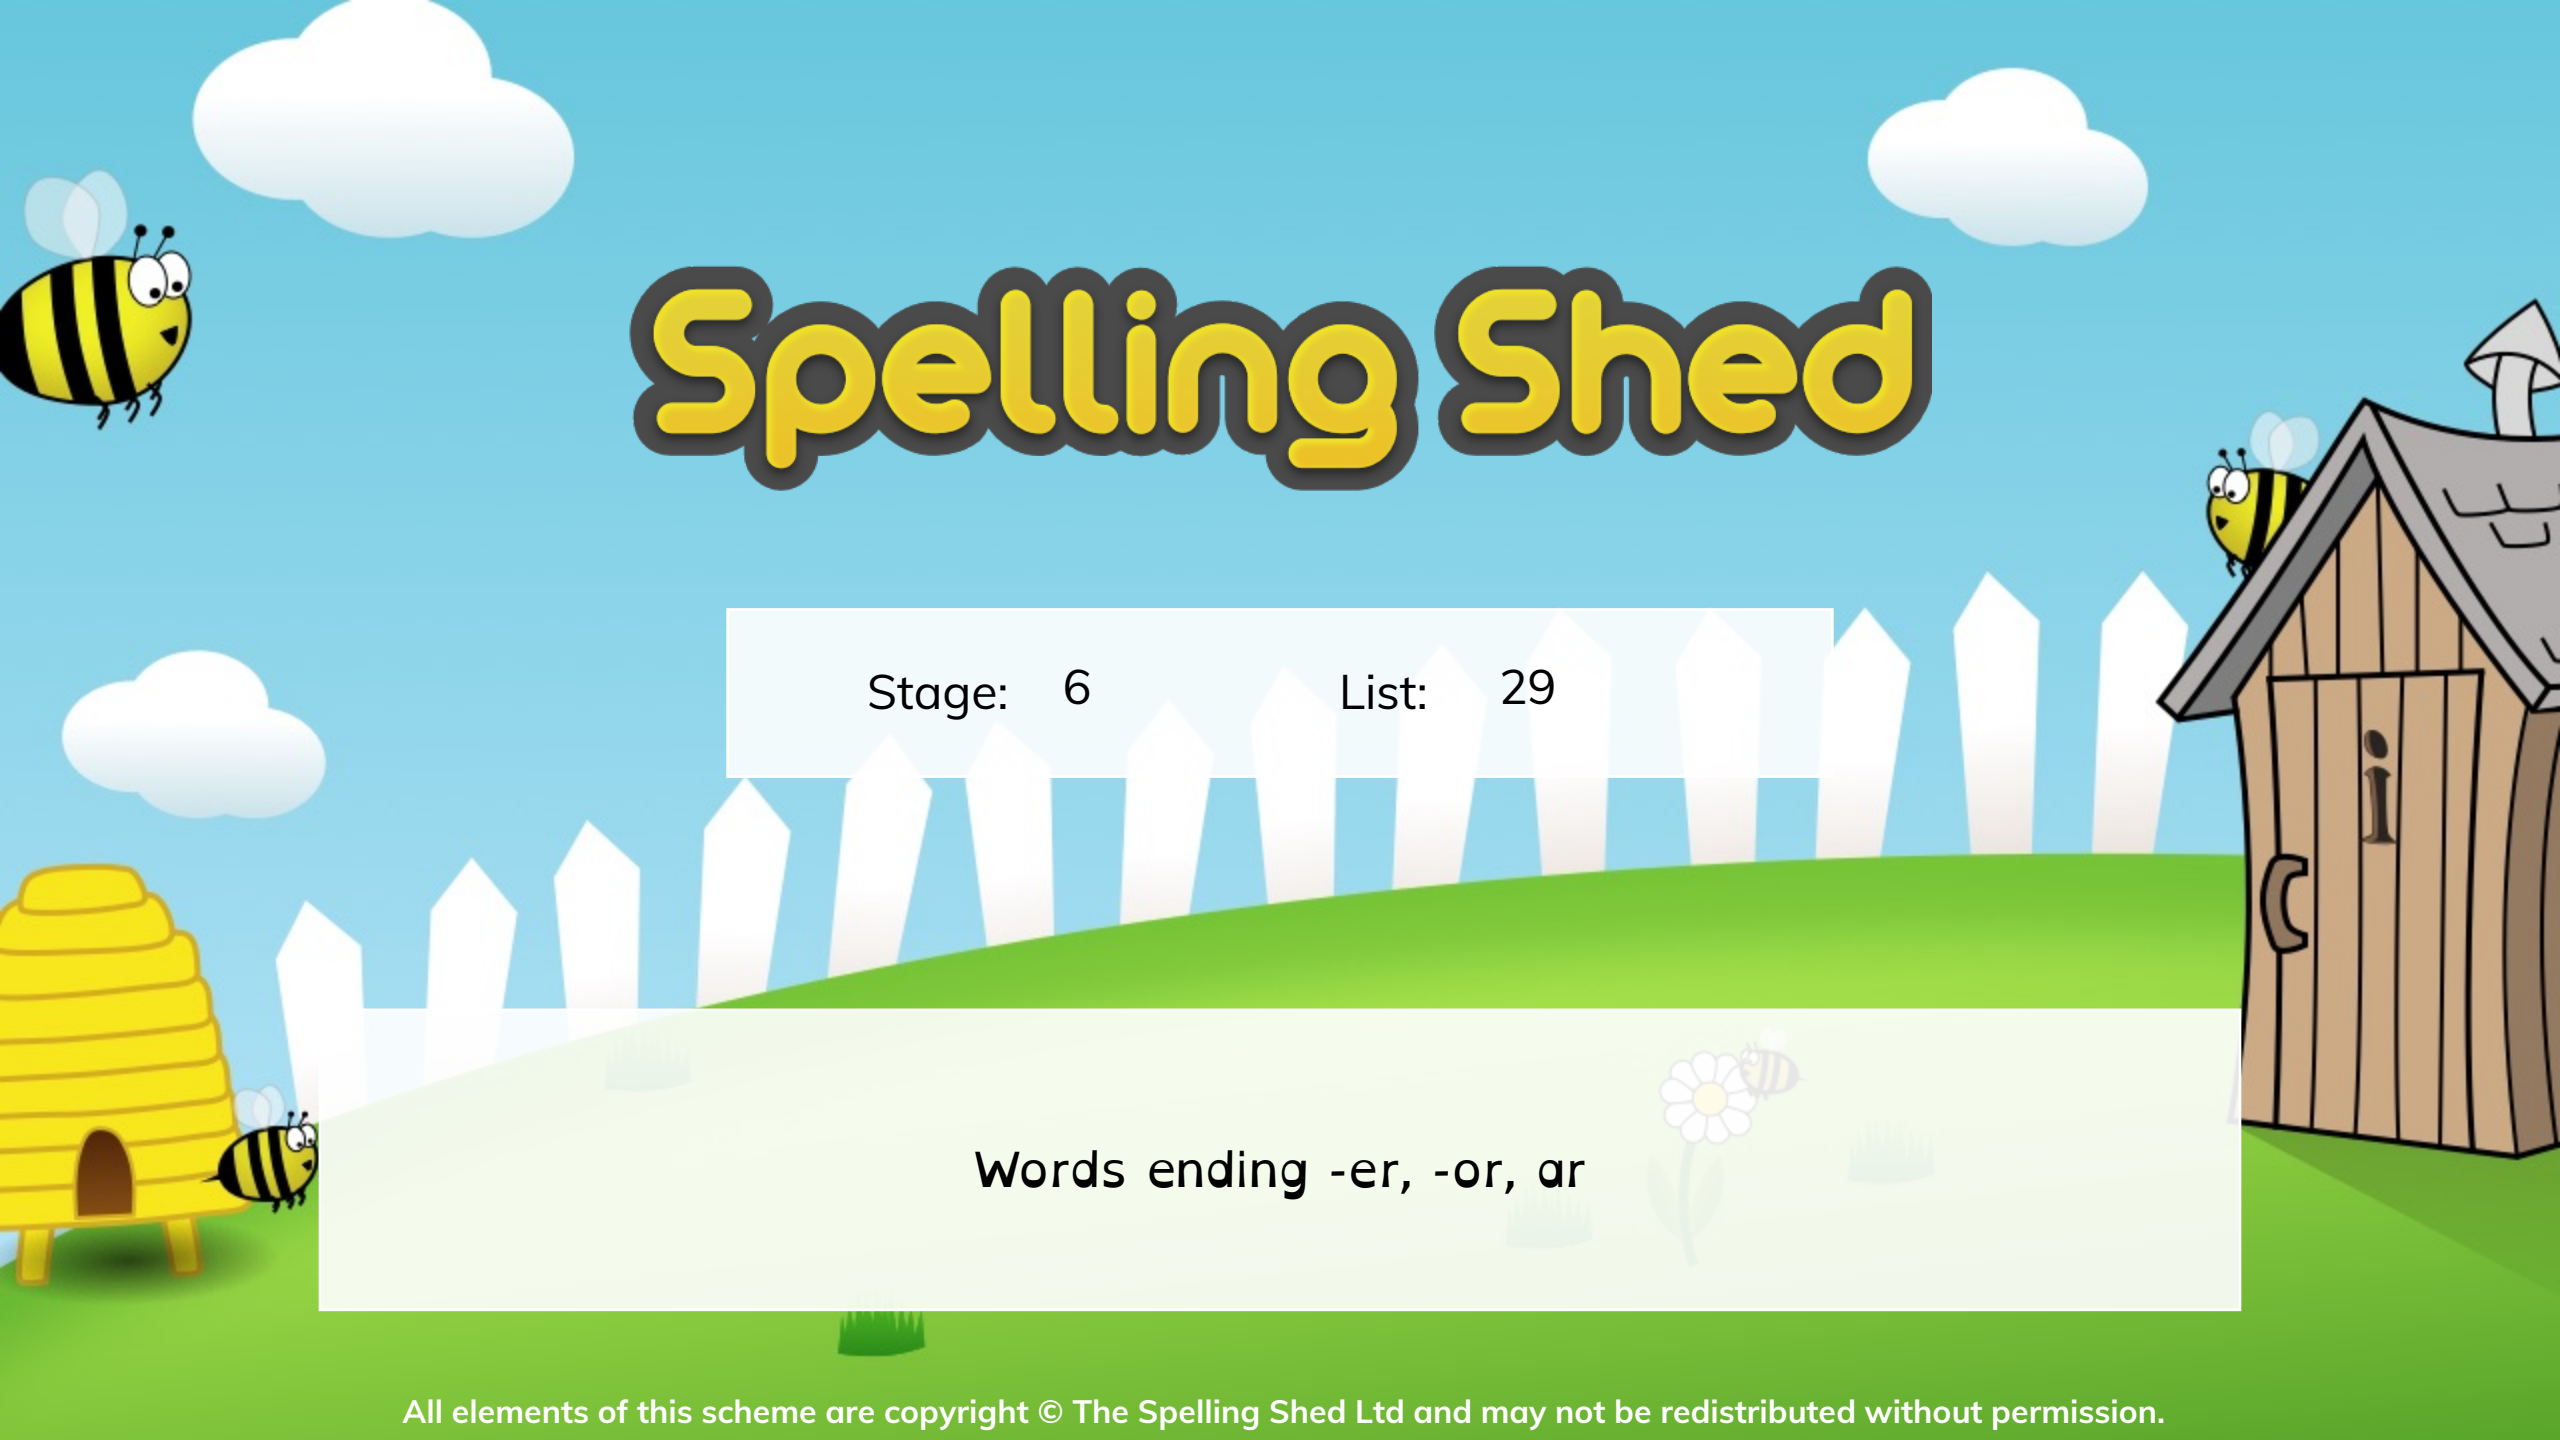 Spelling Shed
Stage: 6 List: 29
Words ending -er, -or, ar
All elements of this scheme are copyright © The Spelling Shed Ltd and may not be redistributed without permission.